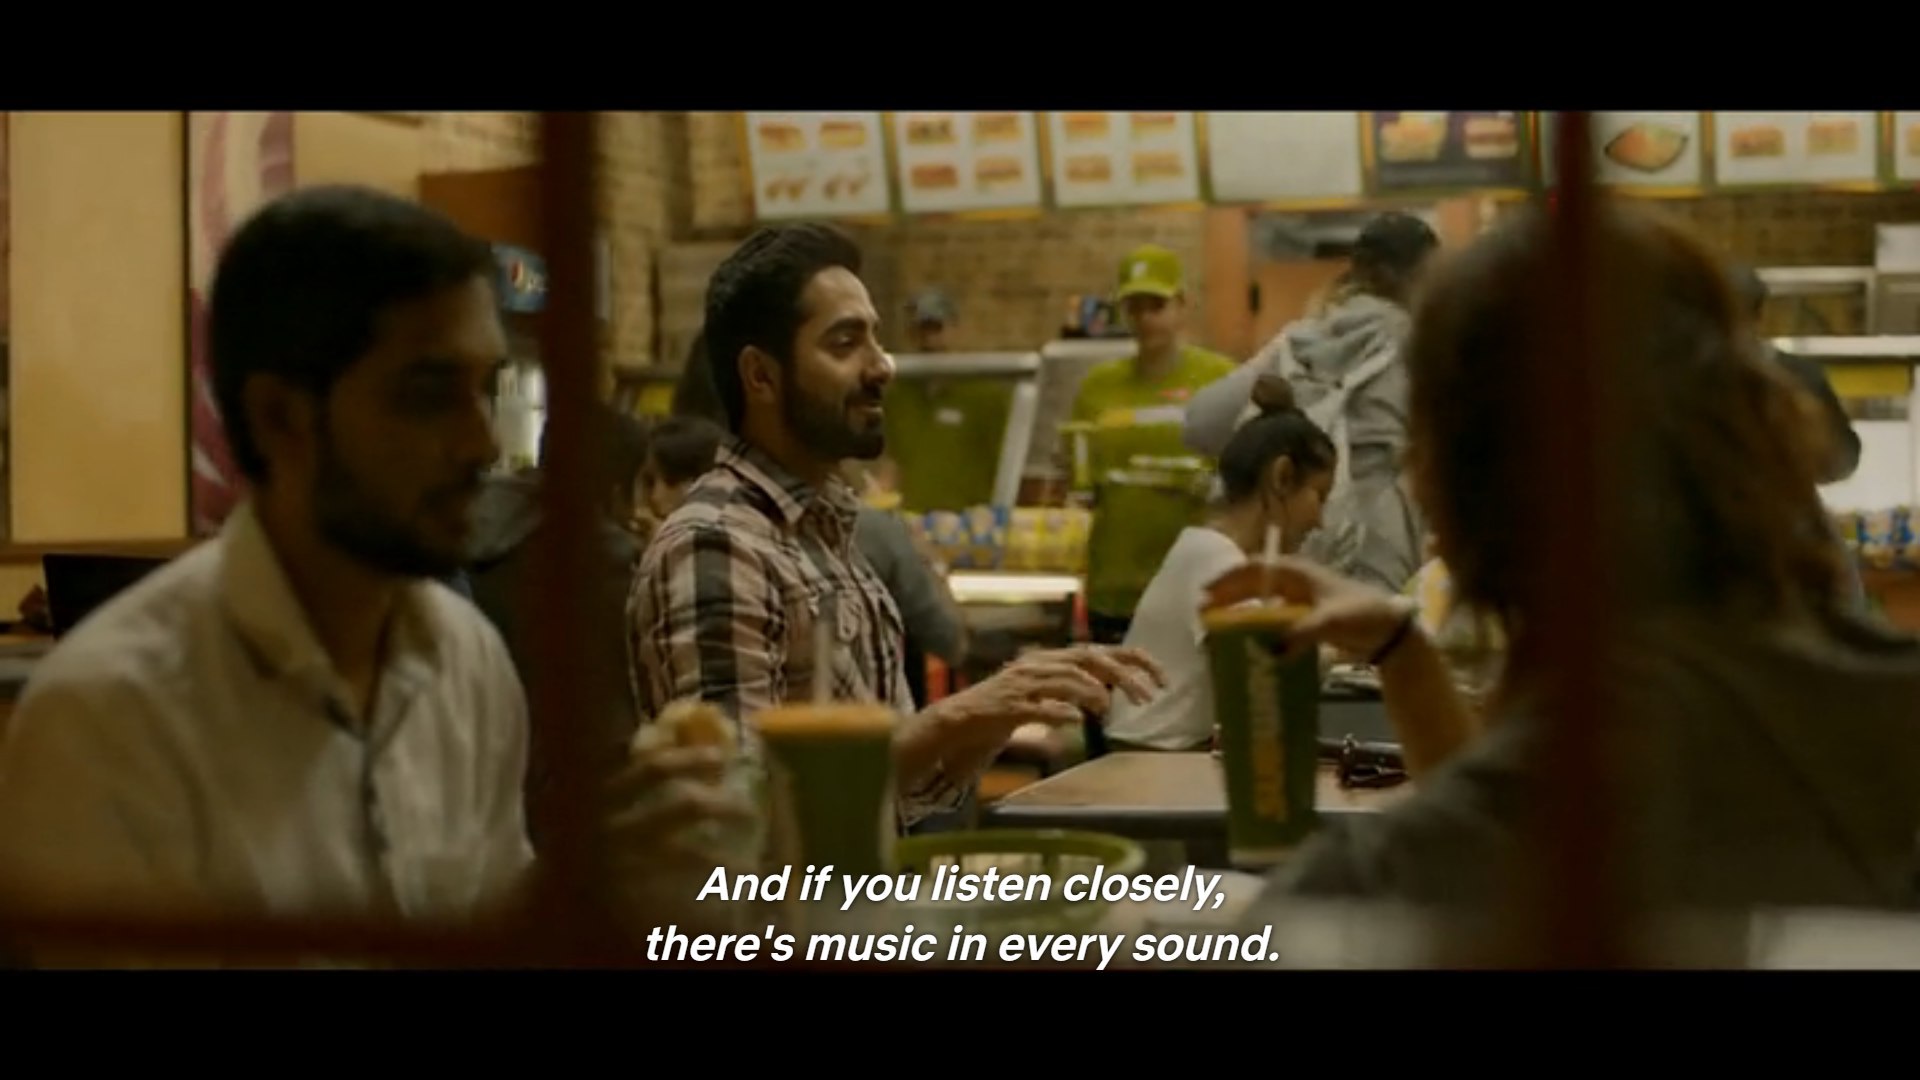 And if you listen closely,
there's music in every sound.